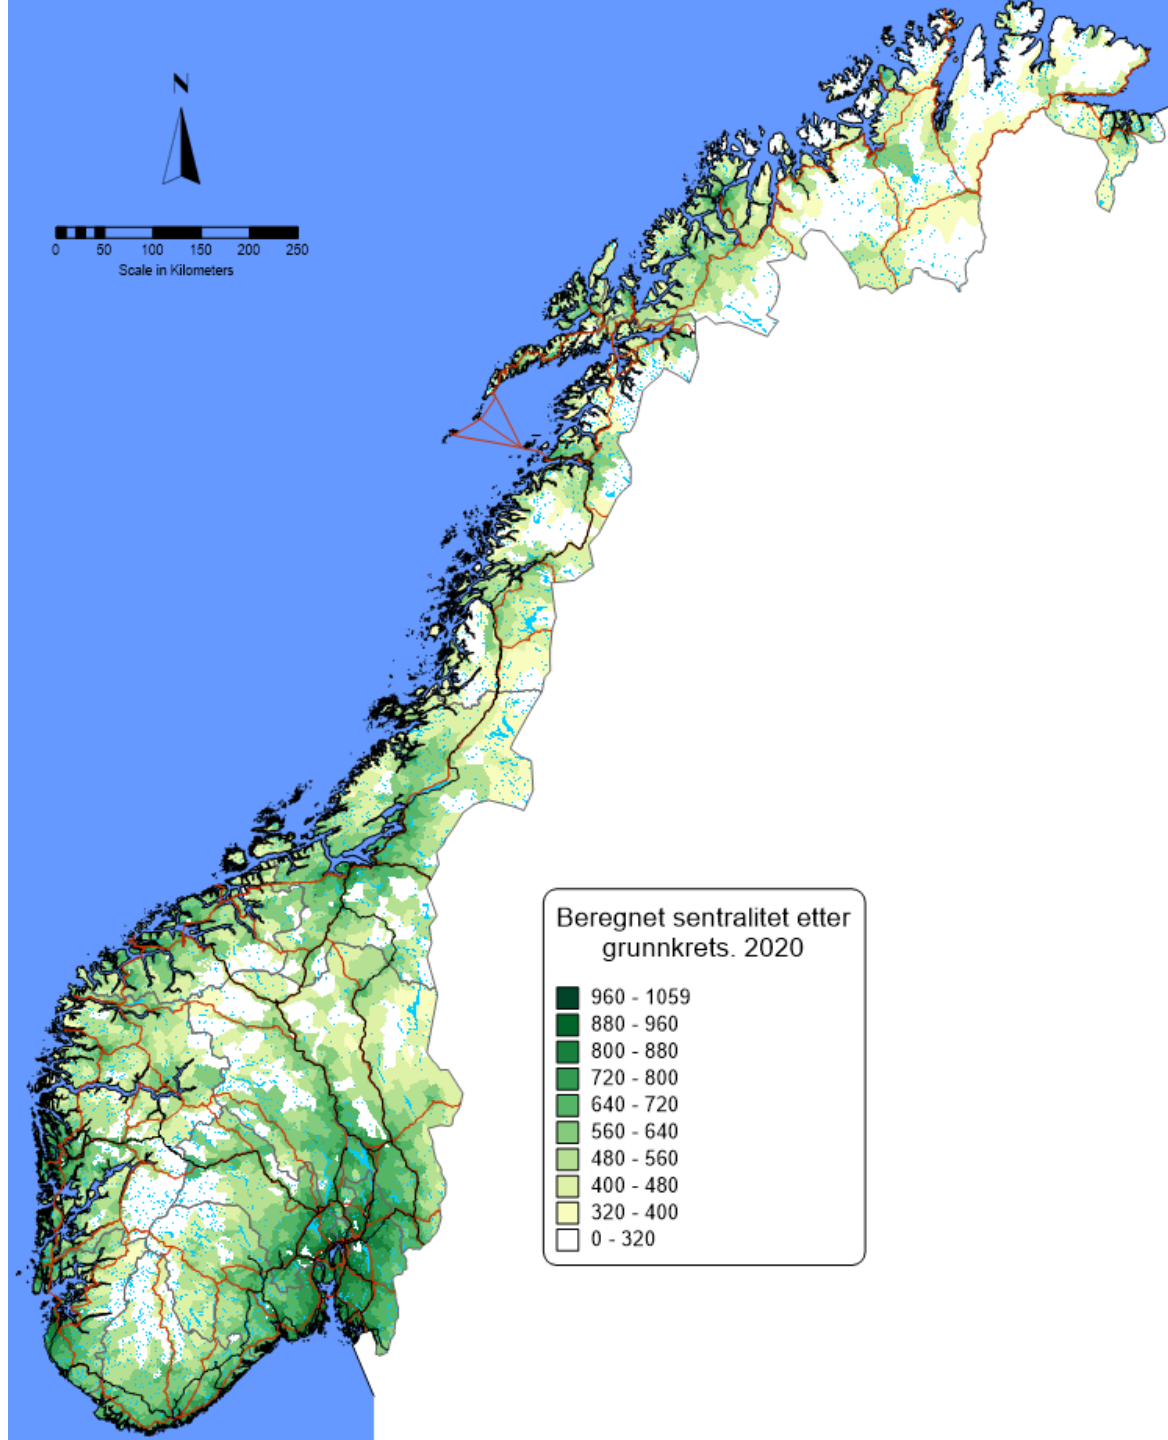 N
0 50 100 150 200 250
Scale in Kilometers
Beregnet sentralitet etter
grunnkrets. 2020
960 - 1059
880 - 960
800 - 880
720 - 800
640 - 720
560 - 640
480 - 560
400 - 480
320 - 400
0 - 320